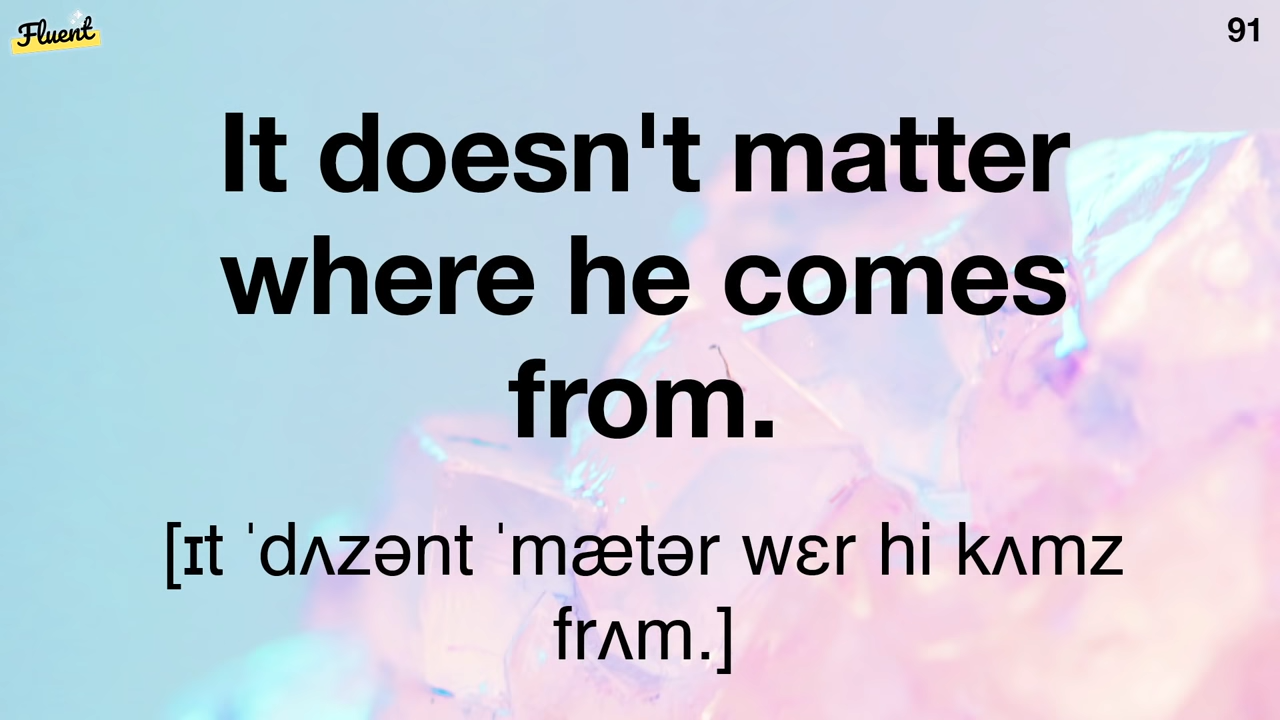 Fluent
91
It doesn't matter
where he comes
from.
[ɪt ˈdʌzənt ˈmætər wɛr hi kʌmz
frʌm.]